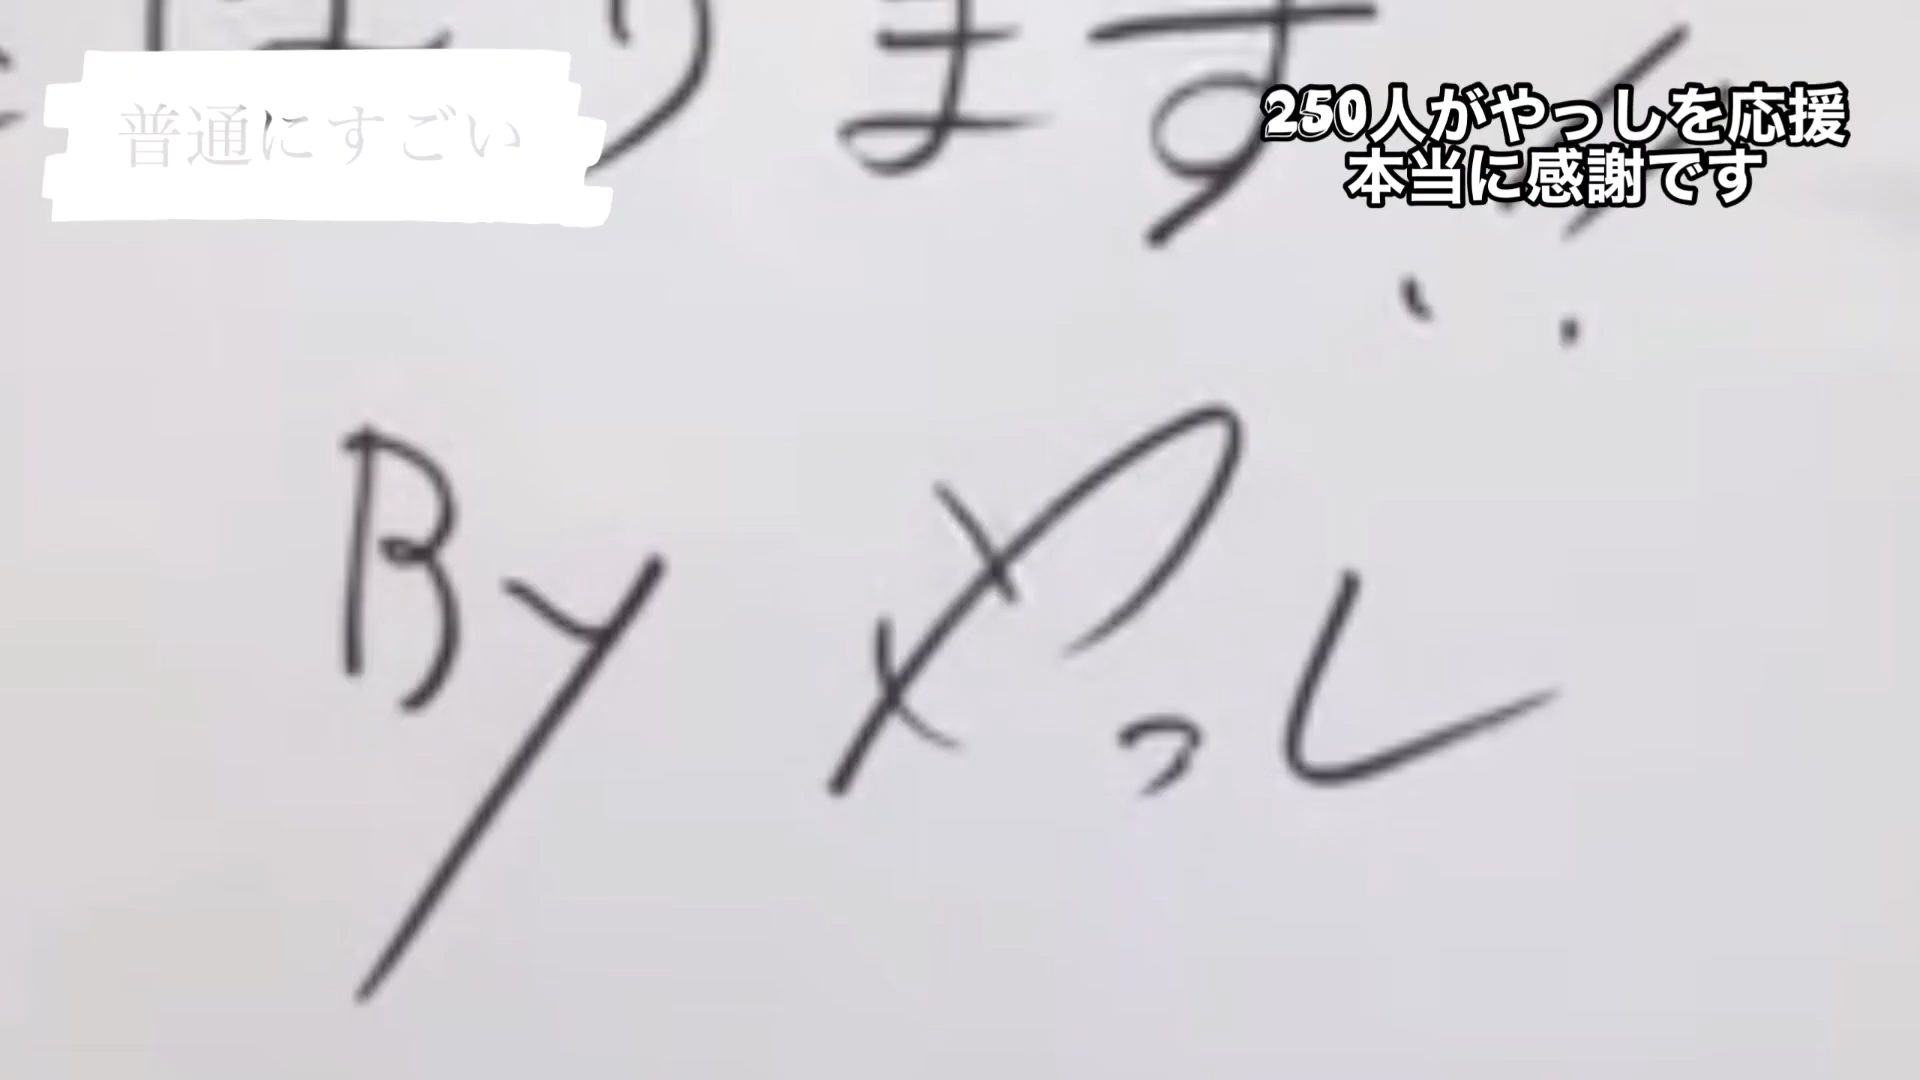 ります!!
普通にすごい
250人がやっしを応援
本当に感謝です
By やっし